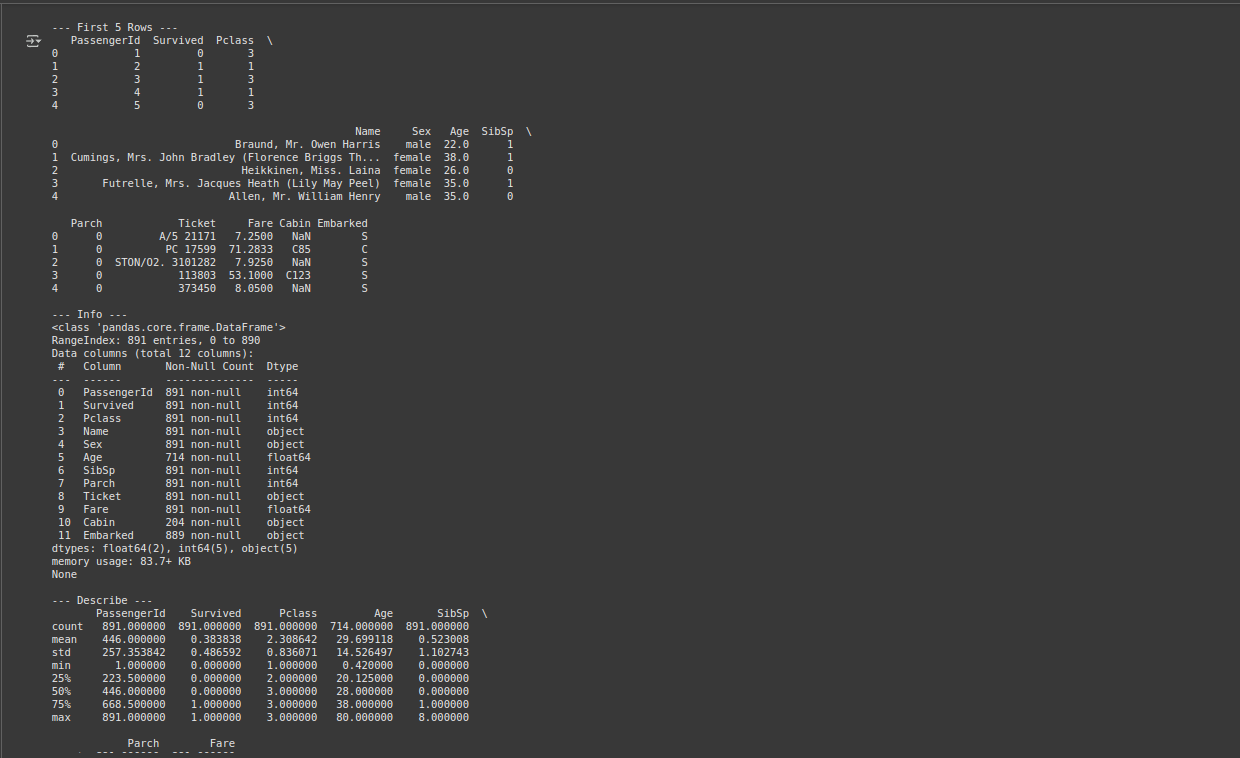 --- First 5 Rows ---
   PassengerId  Survived  Pclass  \
0            1         0       3
1            2         1       1
2            3         1       3
3            4         1       1
4            5         0       3

                                                Name     Sex   Age  SibSp  \
0                            Braund, Mr. Owen Harris    male  22.0      1
1  Cumings, Mrs. John Bradley (Florence Briggs Th...  female  38.0      1
2                             Heikkinen, Miss. Laina  female  26.0      0
3       Futrelle, Mrs. Jacques Heath (Lily May Peel)  female  35.0      1
4                           Allen, Mr. William Henry    male  35.0      0

   Parch            Ticket     Fare Cabin Embarked
0      0         A/5 21171   7.2500   NaN        S
1      0          PC 17599  71.2833   C85        C
2      0  STON/O2. 3101282   7.9250   NaN        S
3      0            113803  53.1000  C123        S
4      0            373450   8.0500   NaN        S

--- Info ---
<class 'pandas.core.frame.DataFrame'>
RangeIndex: 891 entries, 0 to 890
Data columns (total 12 columns):
 #   Column       Non-Null Count  Dtype
---  ------       --------------  -----
 0   PassengerId  891 non-null    int64
 1   Survived     891 non-null    int64
 2   Pclass       891 non-null    int64
 3   Name         891 non-null    object
 4   Sex          891 non-null    object
 5   Age          714 non-null    float64
 6   SibSp        891 non-null    int64
 7   Parch        891 non-null    int64
 8   Ticket       891 non-null    object
 9   Fare         891 non-null    float64
 10  Cabin        204 non-null    object
 11  Embarked     889 non-null    object
dtypes: float64(2), int64(5), object(5)
memory usage: 83.7+ KB
None

--- Describe ---
       PassengerId    Survived      Pclass         Age       SibSp  \
count   891.000000  891.000000  891.000000  714.000000  891.000000
mean    446.000000    0.383838    2.308642   29.699118    0.523008
std     257.353842    0.486592    0.836071   14.526497    1.102743
min       1.000000    0.000000    1.000000    0.420000    0.000000
25%     223.500000    0.000000    2.000000   20.125000    0.000000
50%     446.000000    0.000000    3.000000   28.000000    0.000000
75%     668.500000    1.000000    3.000000   38.000000    1.000000
max     891.000000    1.000000    3.000000   80.000000    8.000000

            Parch        Fare